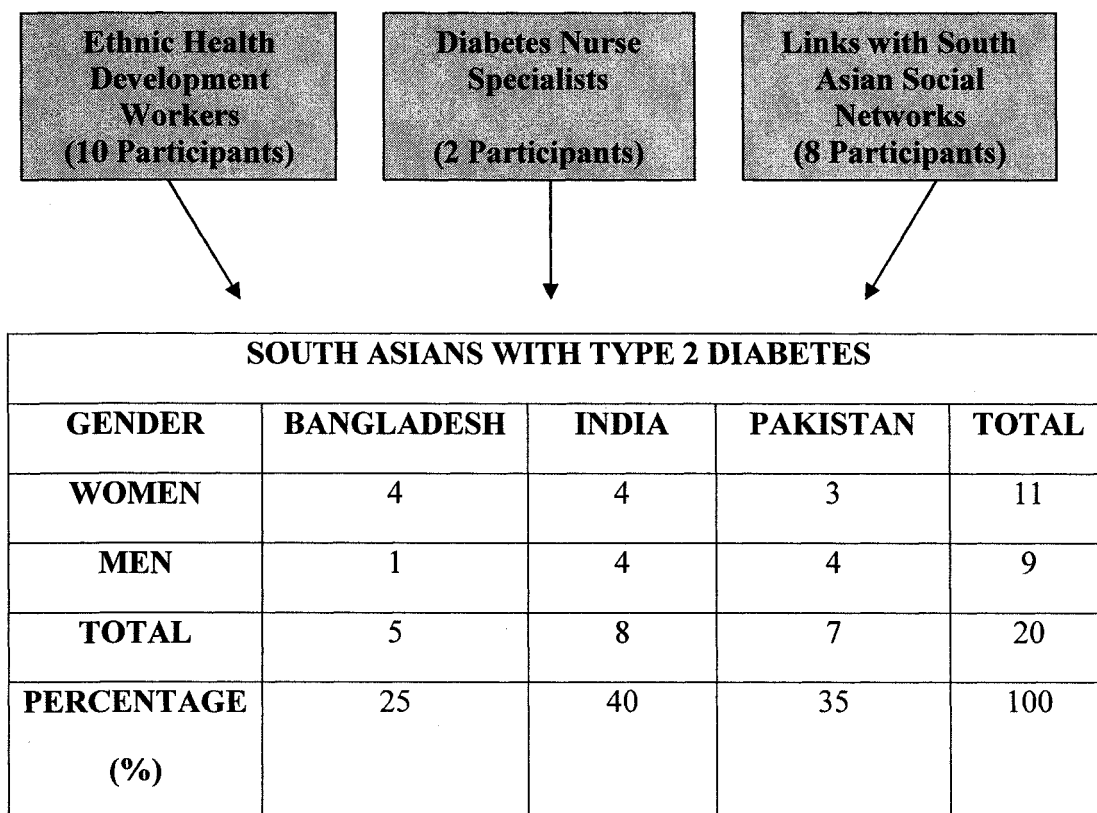 Ethnic Health
Development
Workers
(10 Participants)
Diabetes Nurse
Specialists
(2 Participants)
Links with South
Asian Social
Networks
(8 Participants)
SOUTH ASIANS WITH TYPE 2 DIABETES
GENDER BANGLADESH INDIA PAKISTAN TOTAL
WOMEN 4 4 3 11
MEN 1 4 4 9
TOTAL 5 8 7 20
PERCENTAGE 25 40 35 100
(%)